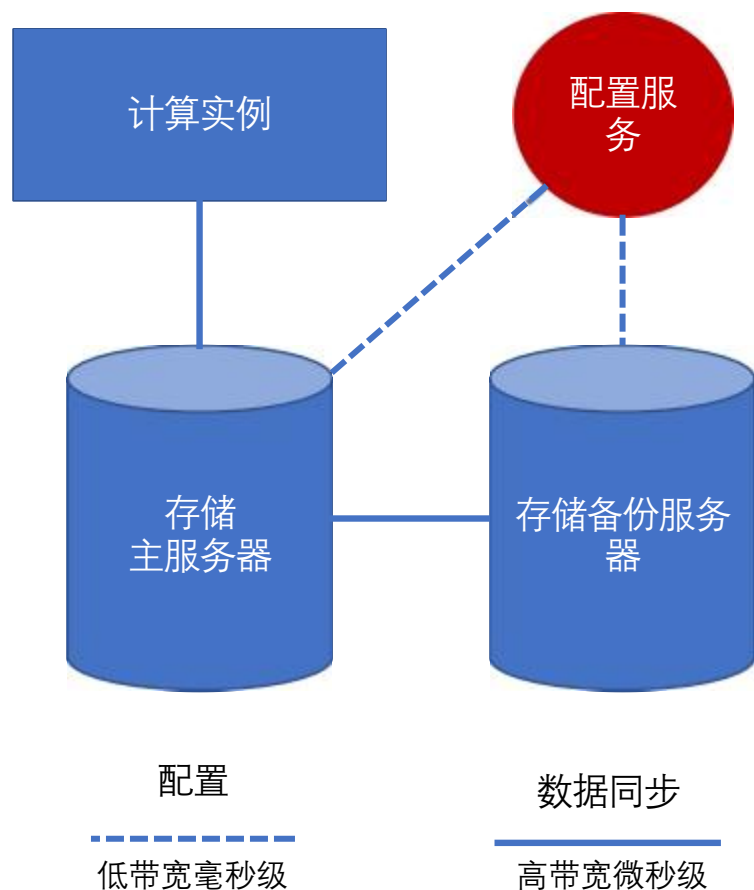 计算实例
配置服
务
存储
主服务器
存储备份服务
器
配置
数据同步
低带宽毫秒级
高带宽微秒级